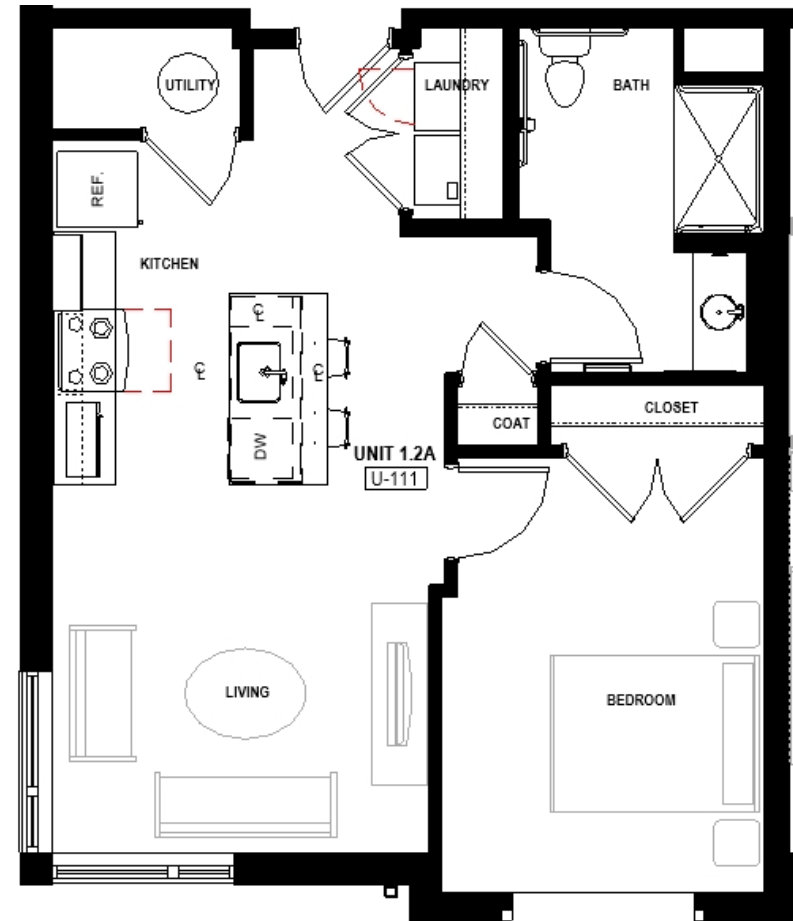 UTILITY
LAUNDRY
BATH
REF.
KITCHEN
℄
℄
℄
DW
COAT
CLOSET
UNIT 1.2A
U-111
LIVING
BEDROOM